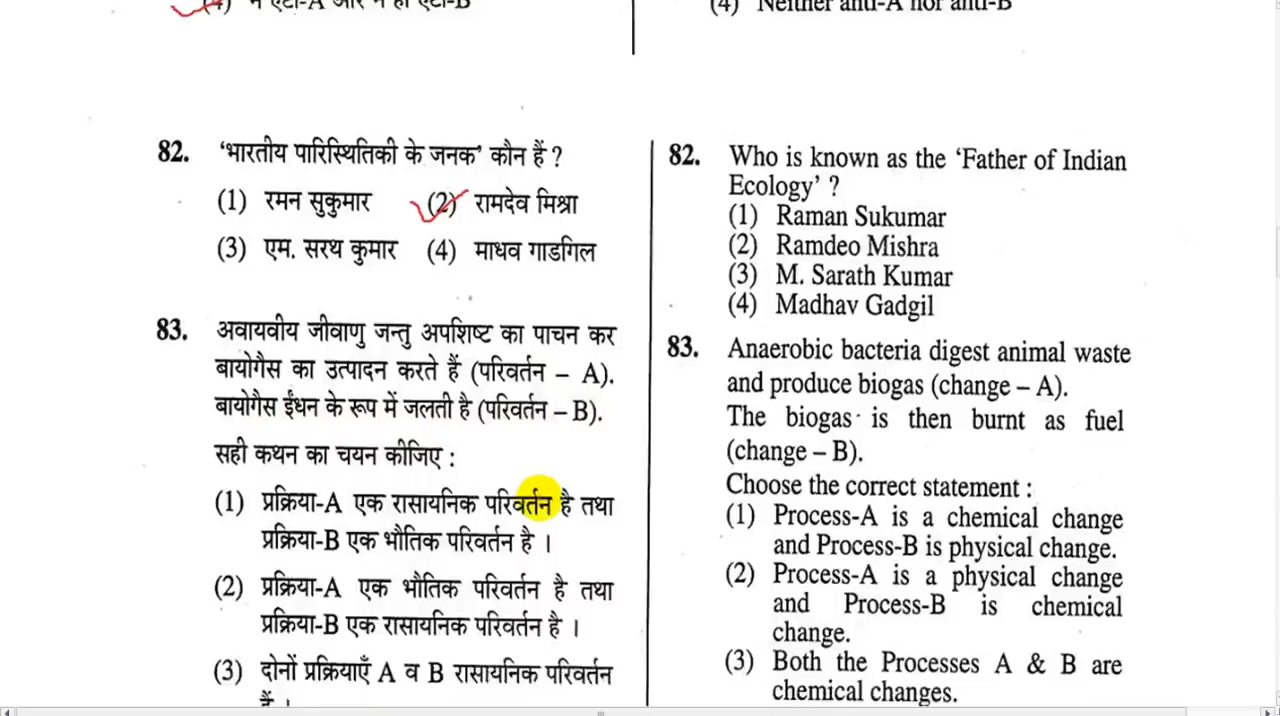 (4) न एंटी-A और न ही एंटी-B
82. 'भारतीय पारिस्थितिकी के जनक' कौन हैं ?
(1) रमन सुकुमार (2) रामदेव मिश्रा
(3) एम. सरथ कुमार (4) माधव गाडगिल
83. अवायवीय जीवाणु जन्तु अपशिष्ट का पाचन कर
बायोगैस का उत्पादन करते हैं (परिवर्तन – A).
बायोगैस ईंधन के रूप में जलती है (परिवर्तन – B).
सही कथन का चयन कीजिए :
(1) प्रक्रिया-A एक रासायनिक परिवर्तन है तथा
प्रक्रिया-B एक भौतिक परिवर्तन है ।
(2) प्रक्रिया-A एक भौतिक परिवर्तन है तथा
प्रक्रिया-B एक रासायनिक परिवर्तन है ।
(3) दोनों प्रक्रियाएँ A व B रासायनिक परिवर्तन
हैं ।
(4) Neither anti-A nor anti-B
82. Who is known as the 'Father of Indian
Ecology' ?
(1) Raman Sukumar
(2) Ramdeo Mishra
(3) M. Sarath Kumar
(4) Madhav Gadgil
83. Anaerobic bacteria digest animal waste
and produce biogas (change – A).
The biogas is then burnt as fuel
(change – B).
Choose the correct statement :
(1) Process-A is a chemical change
and Process-B is physical change.
(2) Process-A is a physical change
and Process-B is chemical
change.
(3) Both the Processes A & B are
chemical changes.